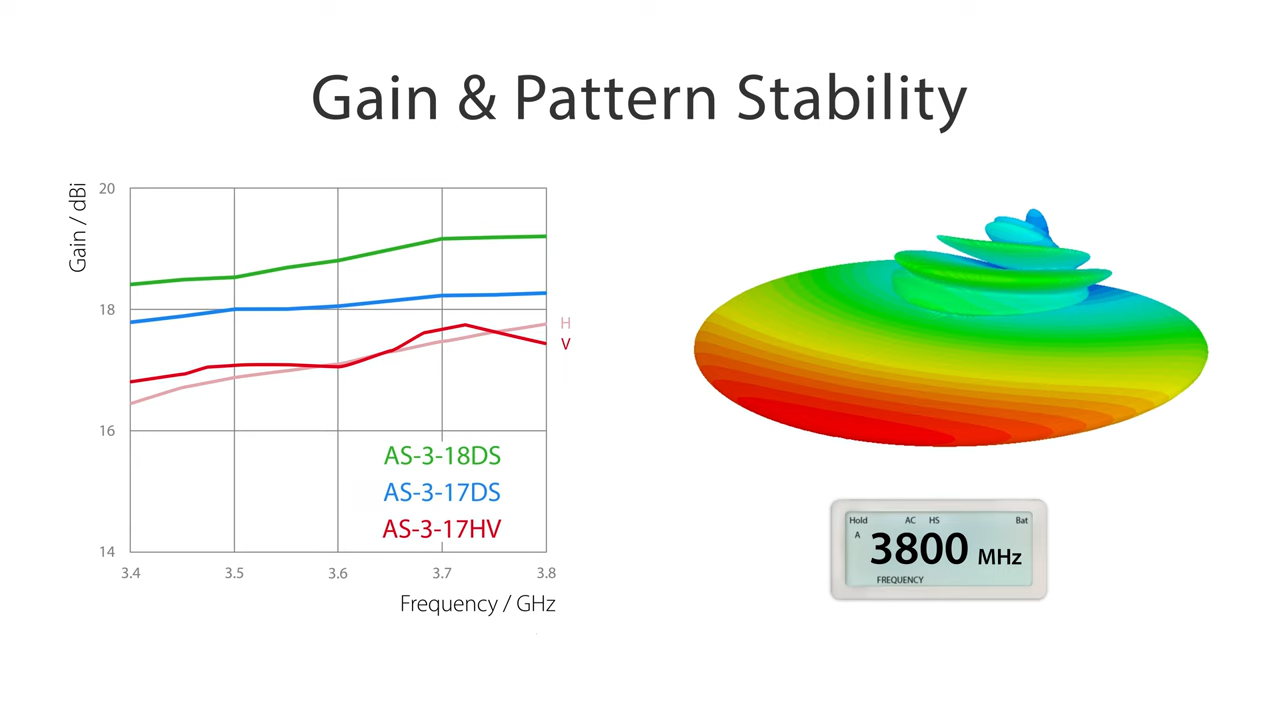 Gain & Pattern Stability
Gain / dBi
20
18
16
14
3.4 3.5 3.6 3.7 3.8
Frequency / GHz
H
V
AS-3-18DS
AS-3-17DS
AS-3-17HV
Hold AC HS Bat
A
3800 MHz
FREQUENCY